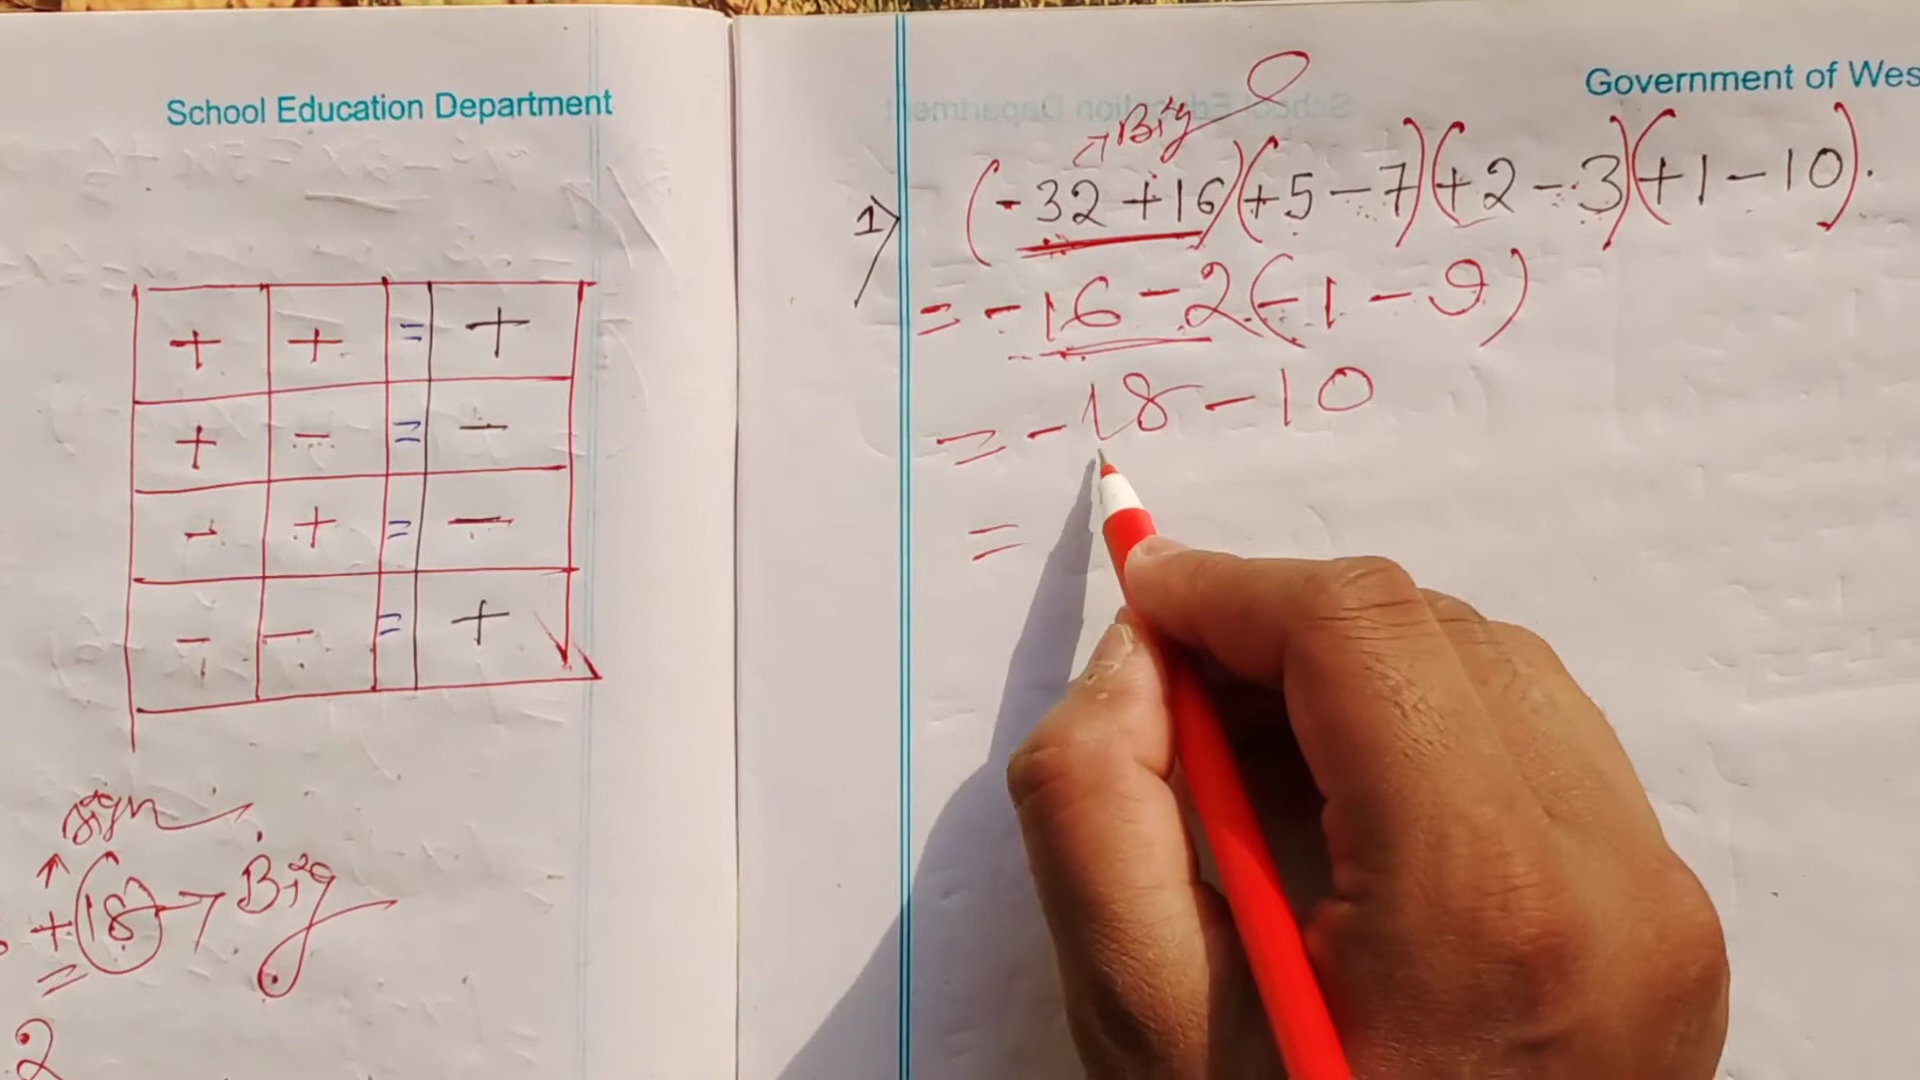 School Education Department
+ + = +
+ - = -
- + = -
- - = +
sign
+ 18 → Big
=
2
Government of Wes
→ Big
1) (-32+16)(+5-7)(+2-3)(+1-10).
= -16-2(-1-9)
= -18-10
=